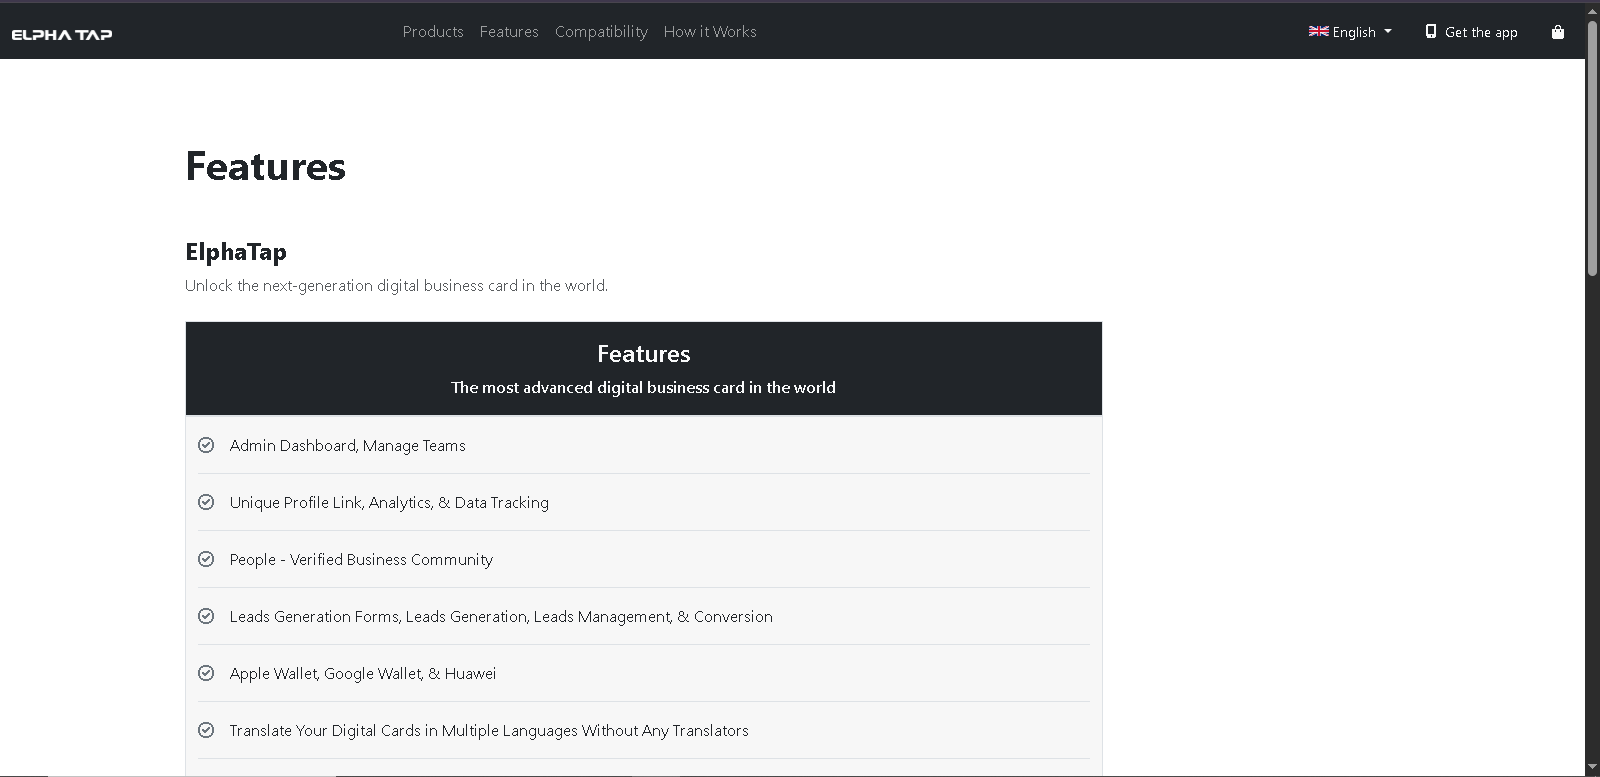 ELPHA TAP
Products Features Compatibility How it Works
English
Get the app
Features
ElphaTap
Unlock the next-generation digital business card in the world.
Features
The most advanced digital business card in the world
Admin Dashboard, Manage Teams
Unique Profile Link, Analytics, & Data Tracking
People - Verified Business Community
Leads Generation Forms, Leads Generation, Leads Management, & Conversion
Apple Wallet, Google Wallet, & Huawei
Translate Your Digital Cards in Multiple Languages Without Any Translators